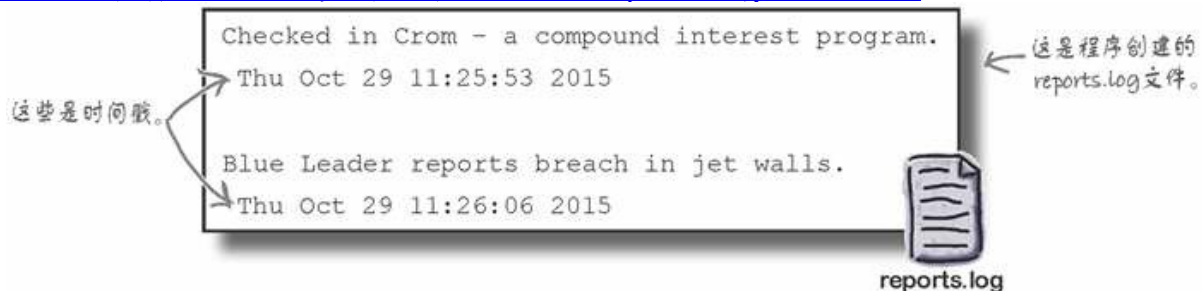 Checked in Crom - a compound interest program.
Thu Oct 29 11:25:53 2015
Blue Leader reports breach in jet walls.
Thu Oct 29 11:26:06 2015
这些是时间戳。
这是程序创建的
reports.log文件。
reports.log